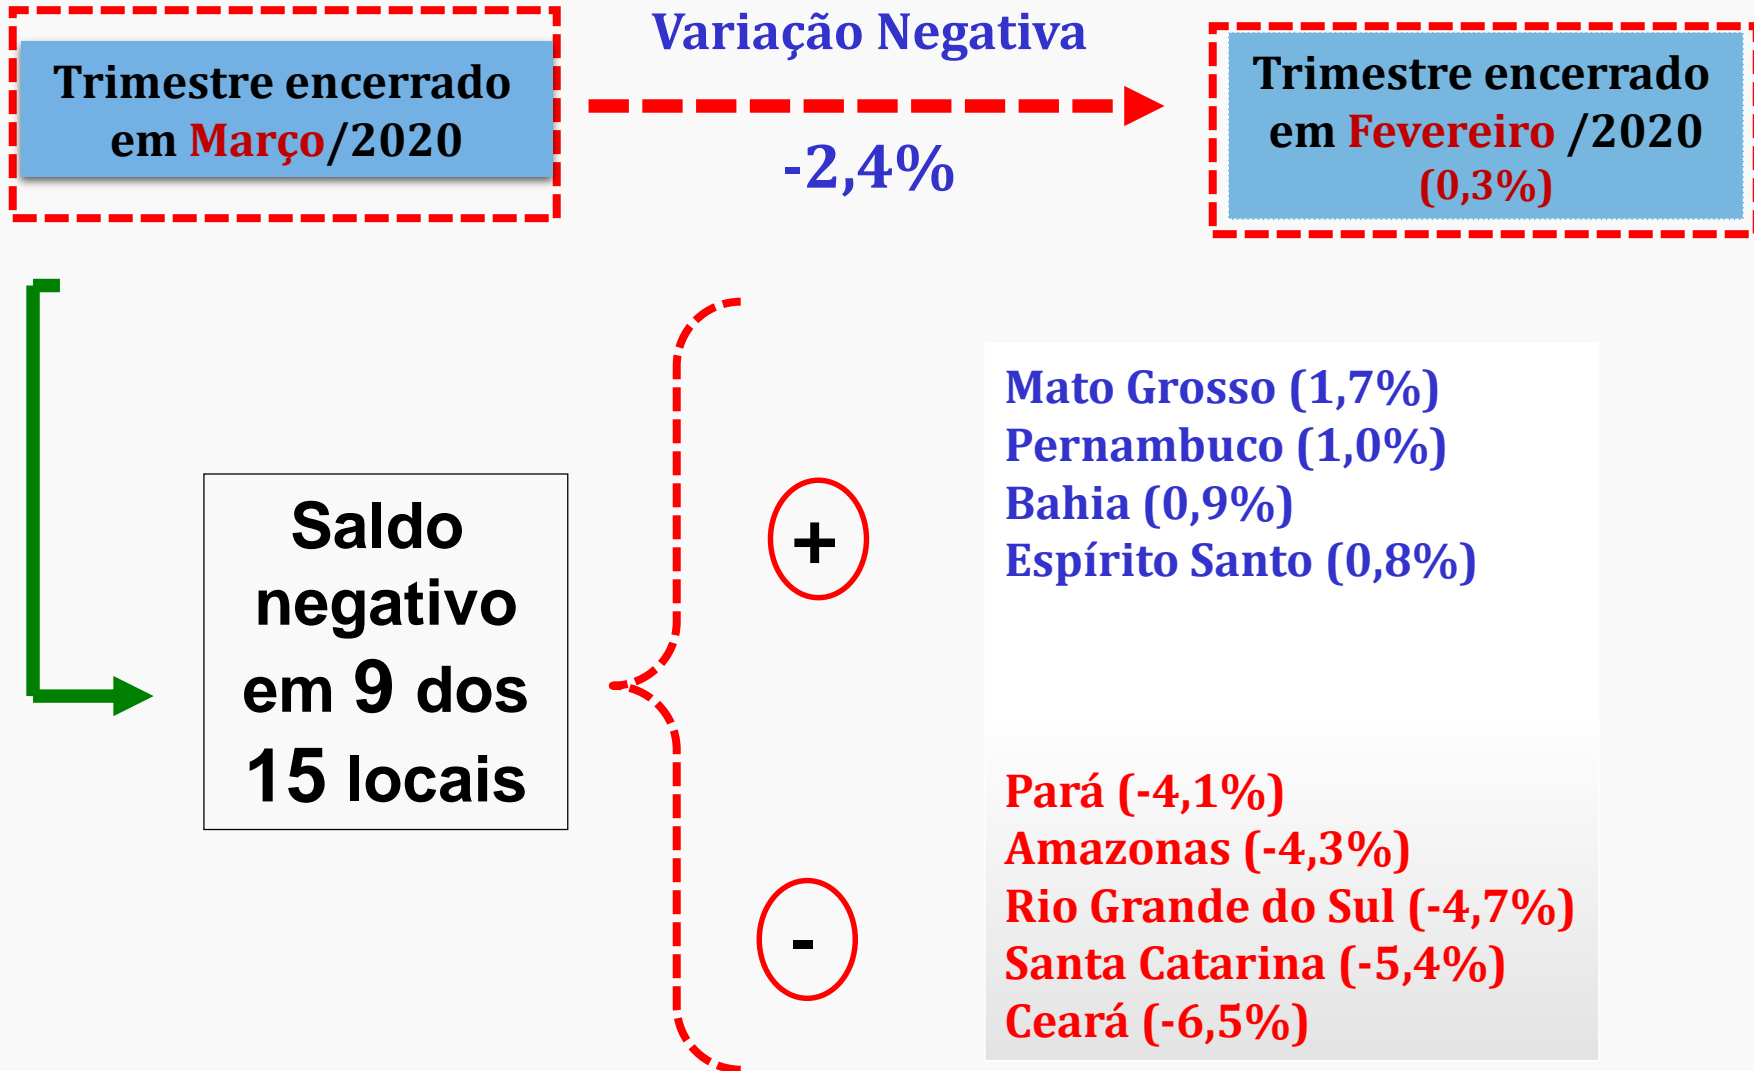 Trimestre encerrado
em Março/2020
Variação Negativa
-2,4%
Trimestre encerrado
em Fevereiro /2020
(0,3%)
Saldo
negativo
em 9 dos
15 locais
+
Mato Grosso (1,7%)
Pernambuco (1,0%)
Bahia (0,9%)
Espírito Santo (0,8%)
-
Pará (-4,1%)
Amazonas (-4,3%)
Rio Grande do Sul (-4,7%)
Santa Catarina (-5,4%)
Ceará (-6,5%)